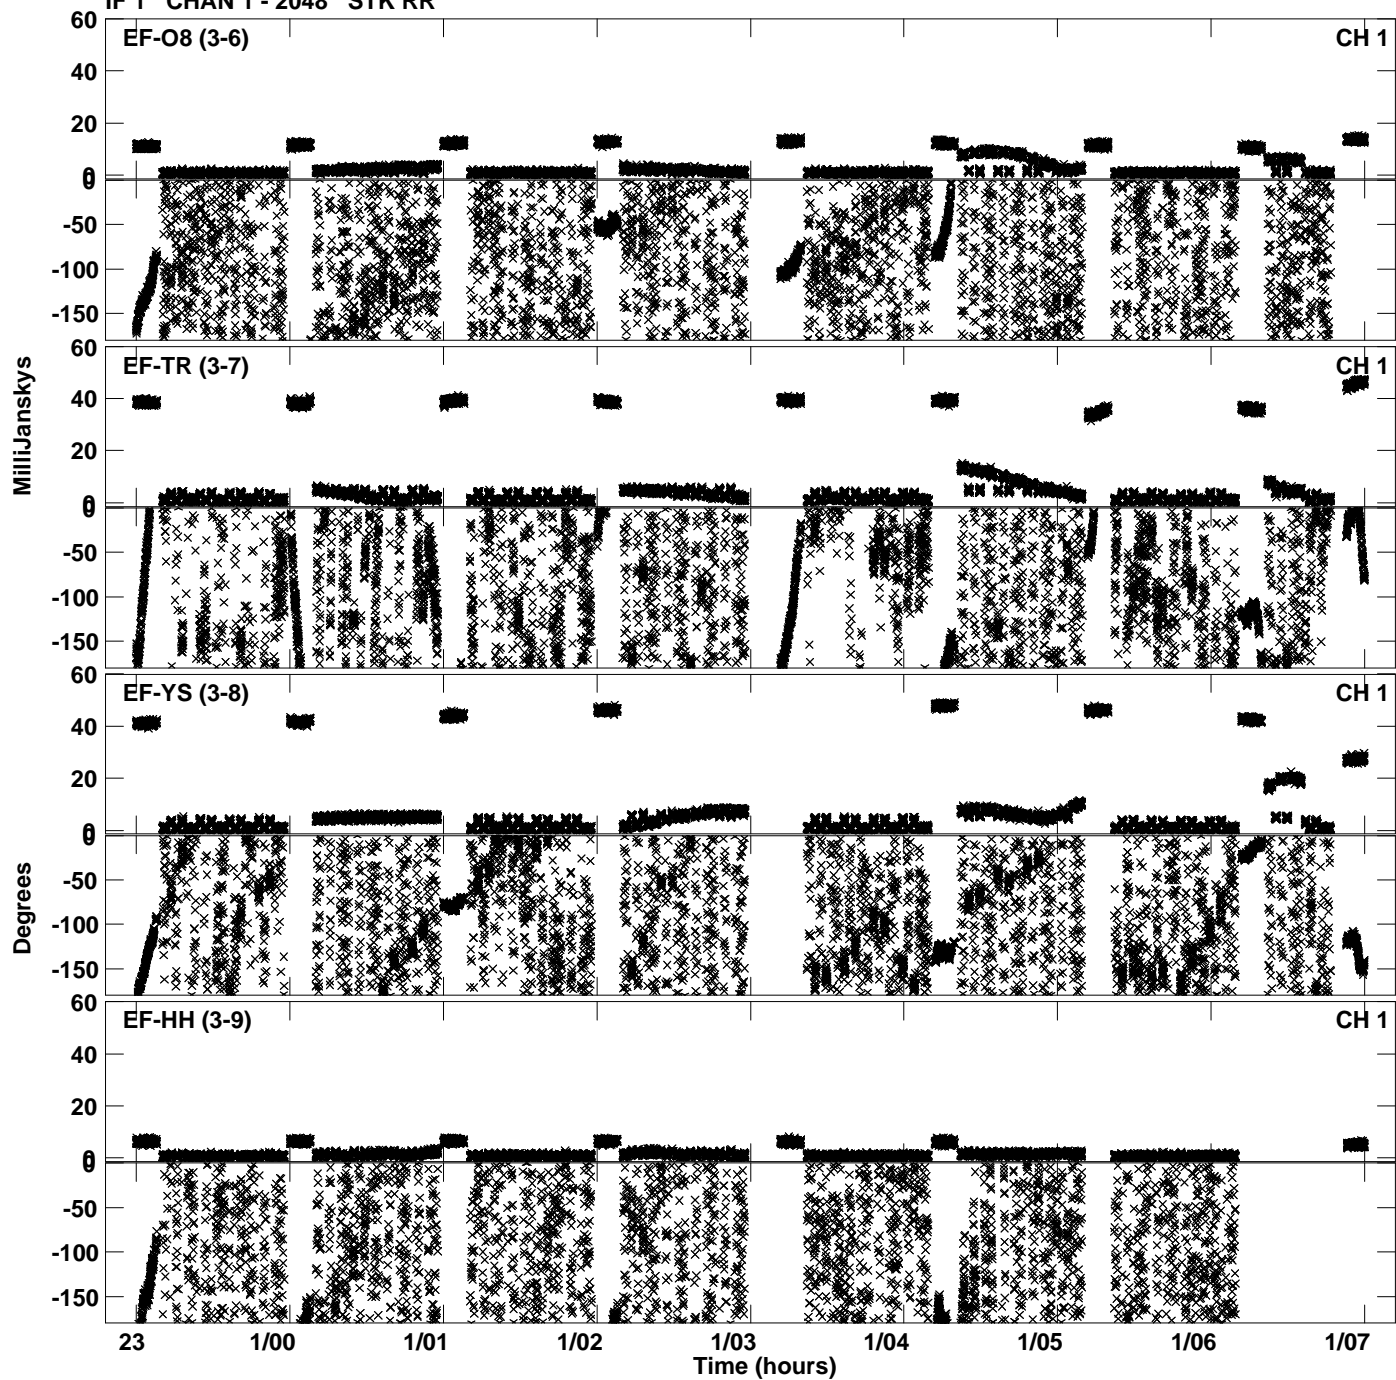 IF 1 CHAN 1 - 2048 STK RR
60
EF-O8 (3-6)
CH 1
40
20
0
0
-50
-100
-150
60
EF-TR (3-7)
CH 1
40
20
0
0
-50
-100
-150
MilliJanskys
60
EF-YS (3-8)
CH 1
40
20
0
0
-50
-100
-150
Degrees
60
EF-HH (3-9)
CH 1
40
20
0
0
-50
-100
-150
23 1/00 1/01 1/02 1/03 1/04 1/05 1/06 1/07
Time (hours)